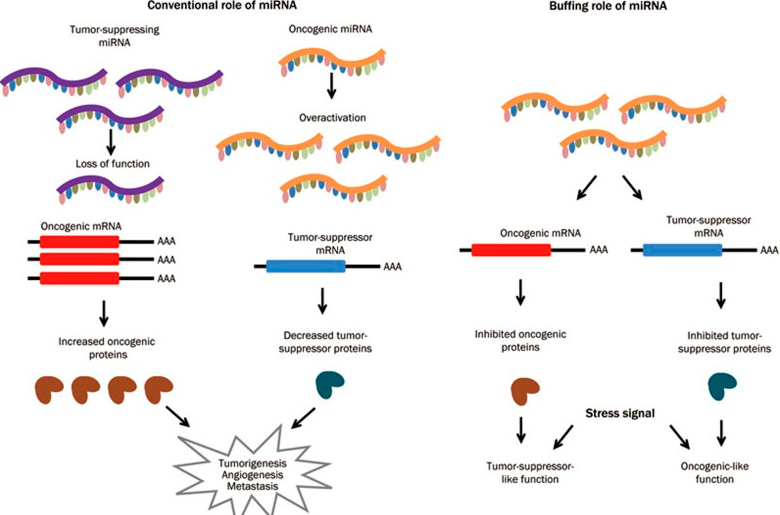 Conventional role of miRNA
Tumor-suppressing
miRNA
Loss of function
Oncogenic mRNA
AAA
AAA
AAA
Increased oncogenic
proteins
Oncogenic miRNA
Overactivation
Tumor-suppressor
mRNA
AAA
Decreased tumor-
suppressor proteins
Tumorigenesis
Angiogenesis
Metastasis
Buffing role of miRNA
Oncogenic mRNA
AAA
Inhibited oncogenic
proteins
Tumor-suppressor
mRNA
AAA
Inhibited tumor-
suppressor proteins
Stress signal
Tumor-suppressor-
like function
Oncogenic-like
function